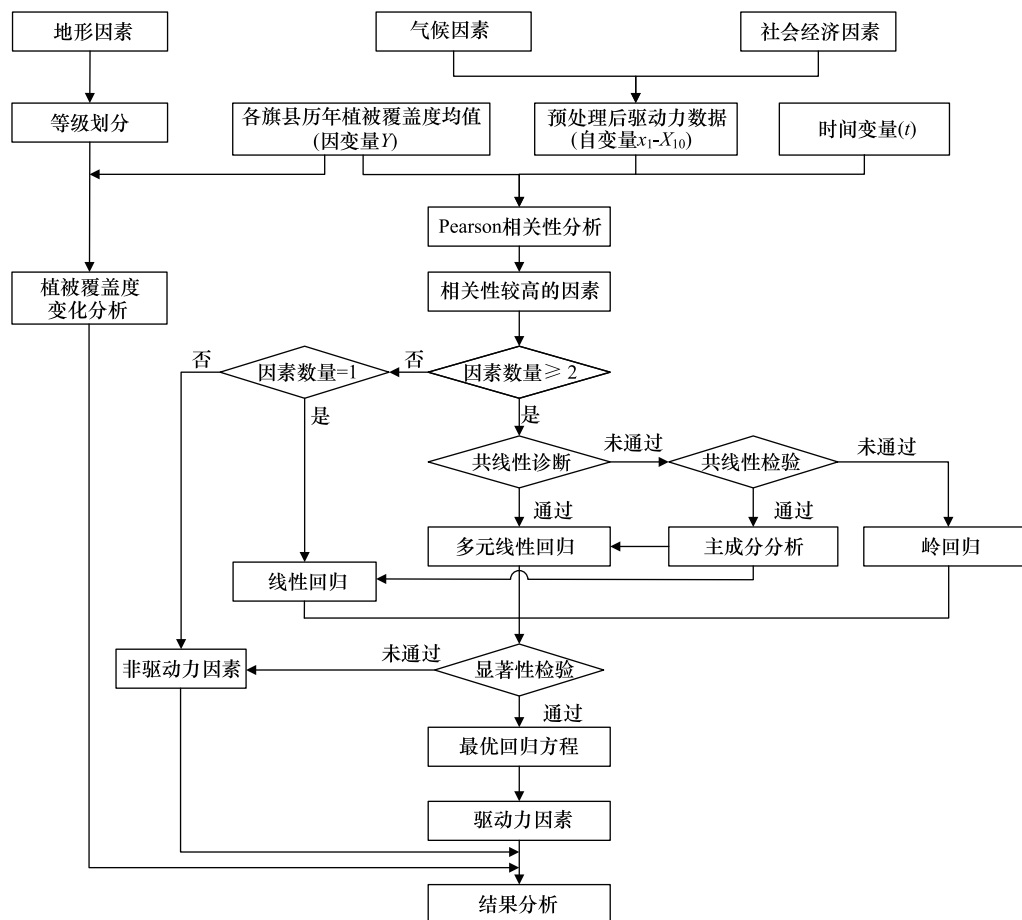 地形因素
气候因素
社会经济因素
等级划分
各旗县历年植被覆盖度均值
(因变量Y)
预处理后驱动力数据
(自变量x1-X10)
时间变量(t)
Pearson相关性分析
植被覆盖度
变化分析
相关性较高的因素
否
因素数量=1
否
因素数量≥2
是
是
共线性诊断
未通过
共线性检验
未通过
通过
通过
多元线性回归
主成分分析
岭回归
线性回归
非驱动力因素
未通过
显著性检验
通过
最优回归方程
驱动力因素
结果分析